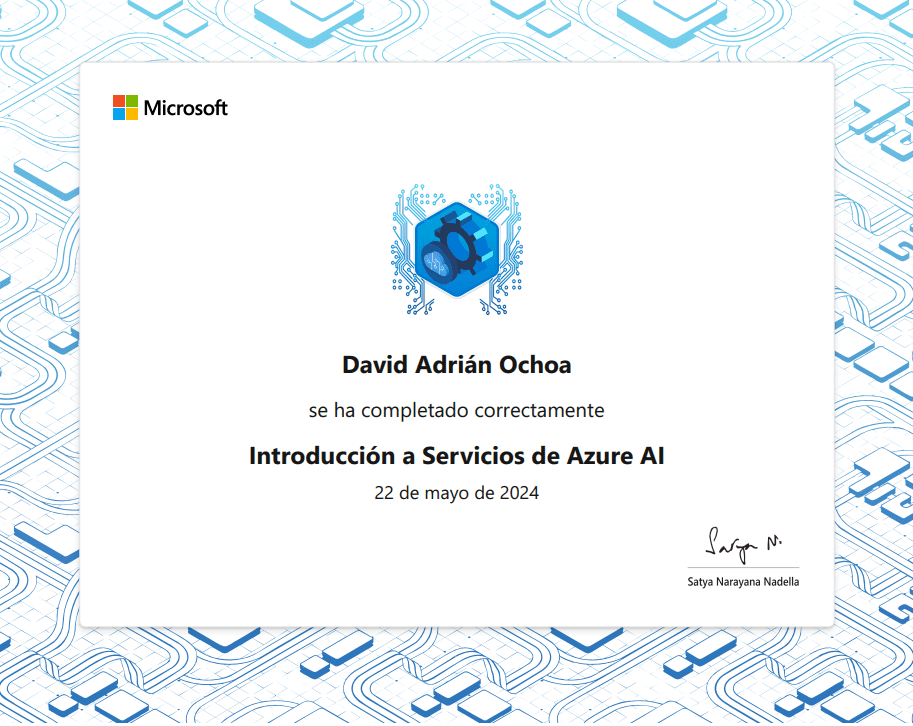 Microsoft
David Adrián Ochoa
se ha completado correctamente
Introducción a Servicios de Azure AI
22 de mayo de 2024
Satya N.
Satya Narayana Nadella